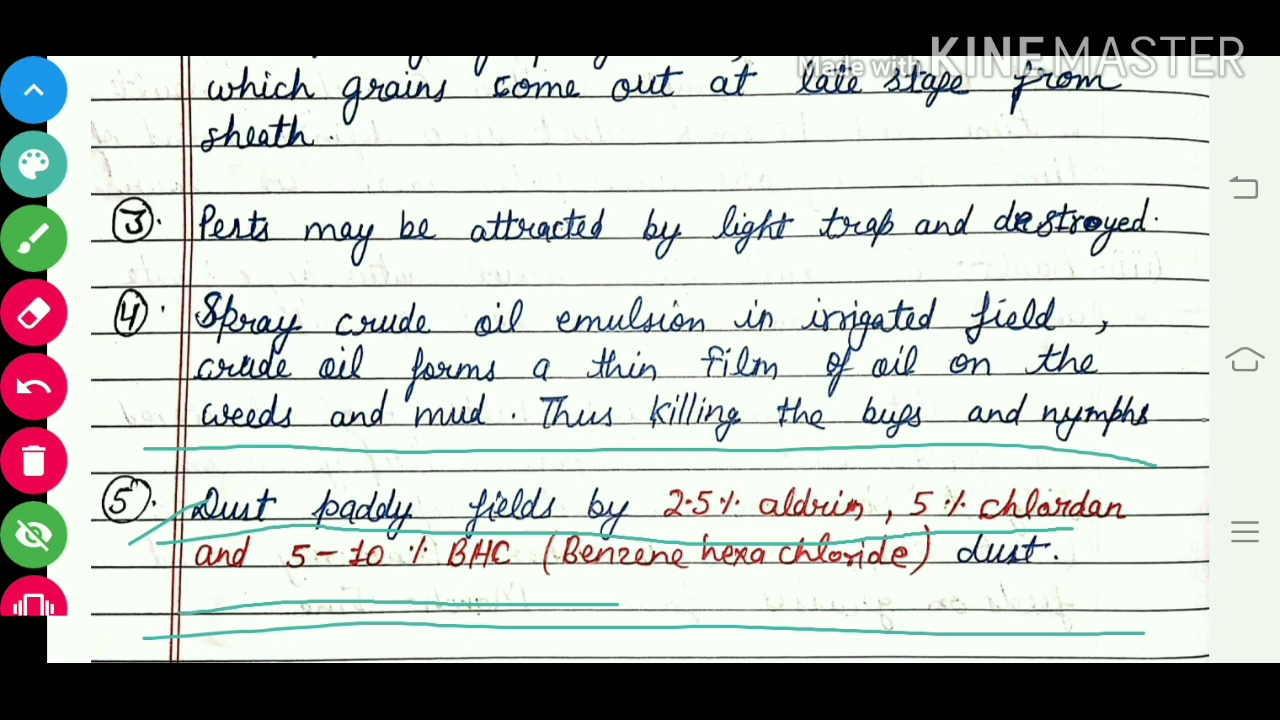 Made with KINEMASTER
which grains come out at late stage from
sheath.
3. Pests may be attracted by light trap and destroyed.
4. Spray crude oil emulsion in irrigated field,
crude oil forms a thin film of oil on the
weeds and mud. Thus killing the bugs and nymphs
5. Dust paddy fields by 2.5% aldrin, 5% chlordan
and 5-10% BHC (Benzene hexa chloride) dust.